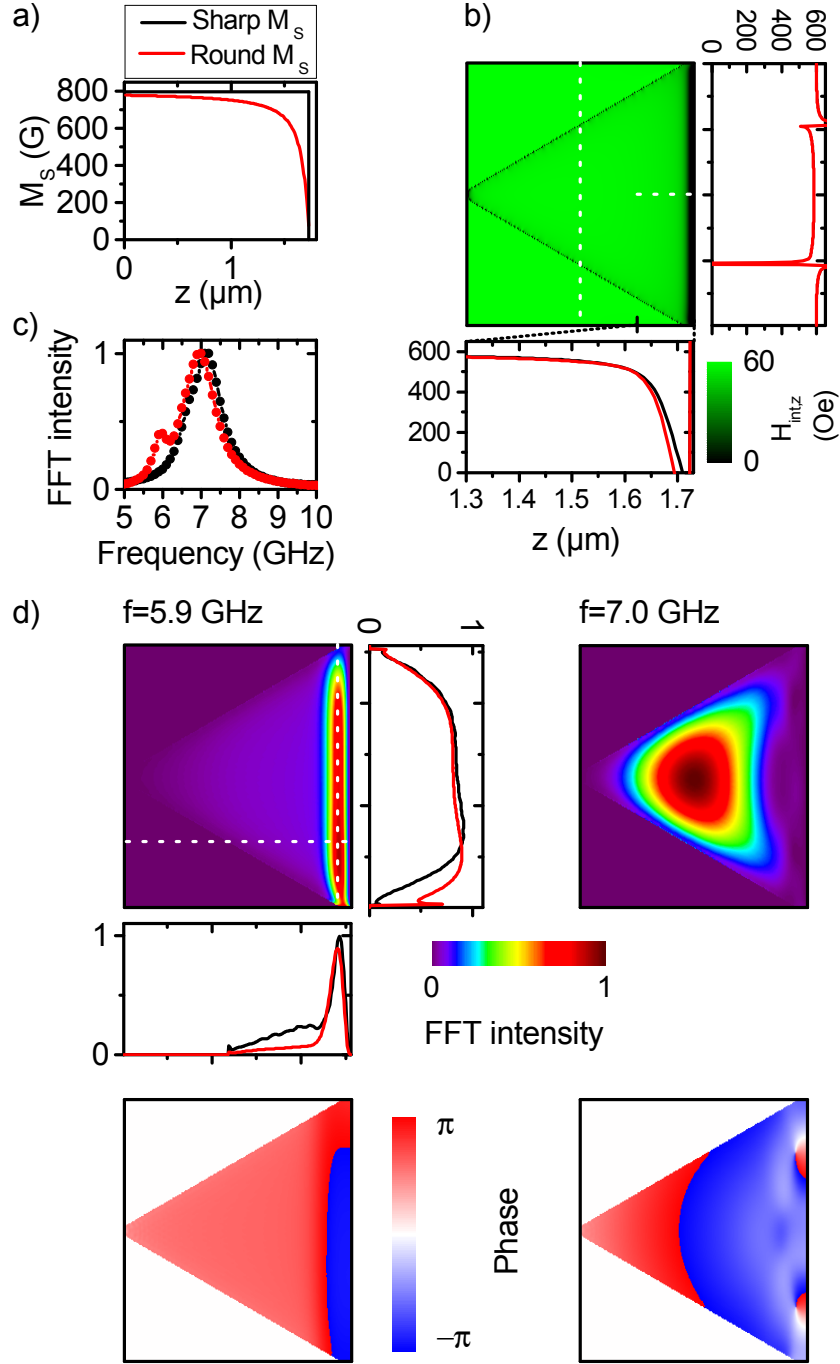 a)
Sharp M_S
Round M_S
800
600
400
200
0
M_S (G)
0 1
z (µm)
b)
0
200
400
600
600
400
200
0
1.3 1.4 1.5 1.6 1.7
z (µm)
60
0
H_int,z
(Oe)
c)
1
0
FFT intensity
5 6 7 8 9 10
Frequency (GHz)
d)
f=5.9 GHz
f=7.0 GHz
0 1
1
0
0 1
FFT intensity
π
−π
Phase